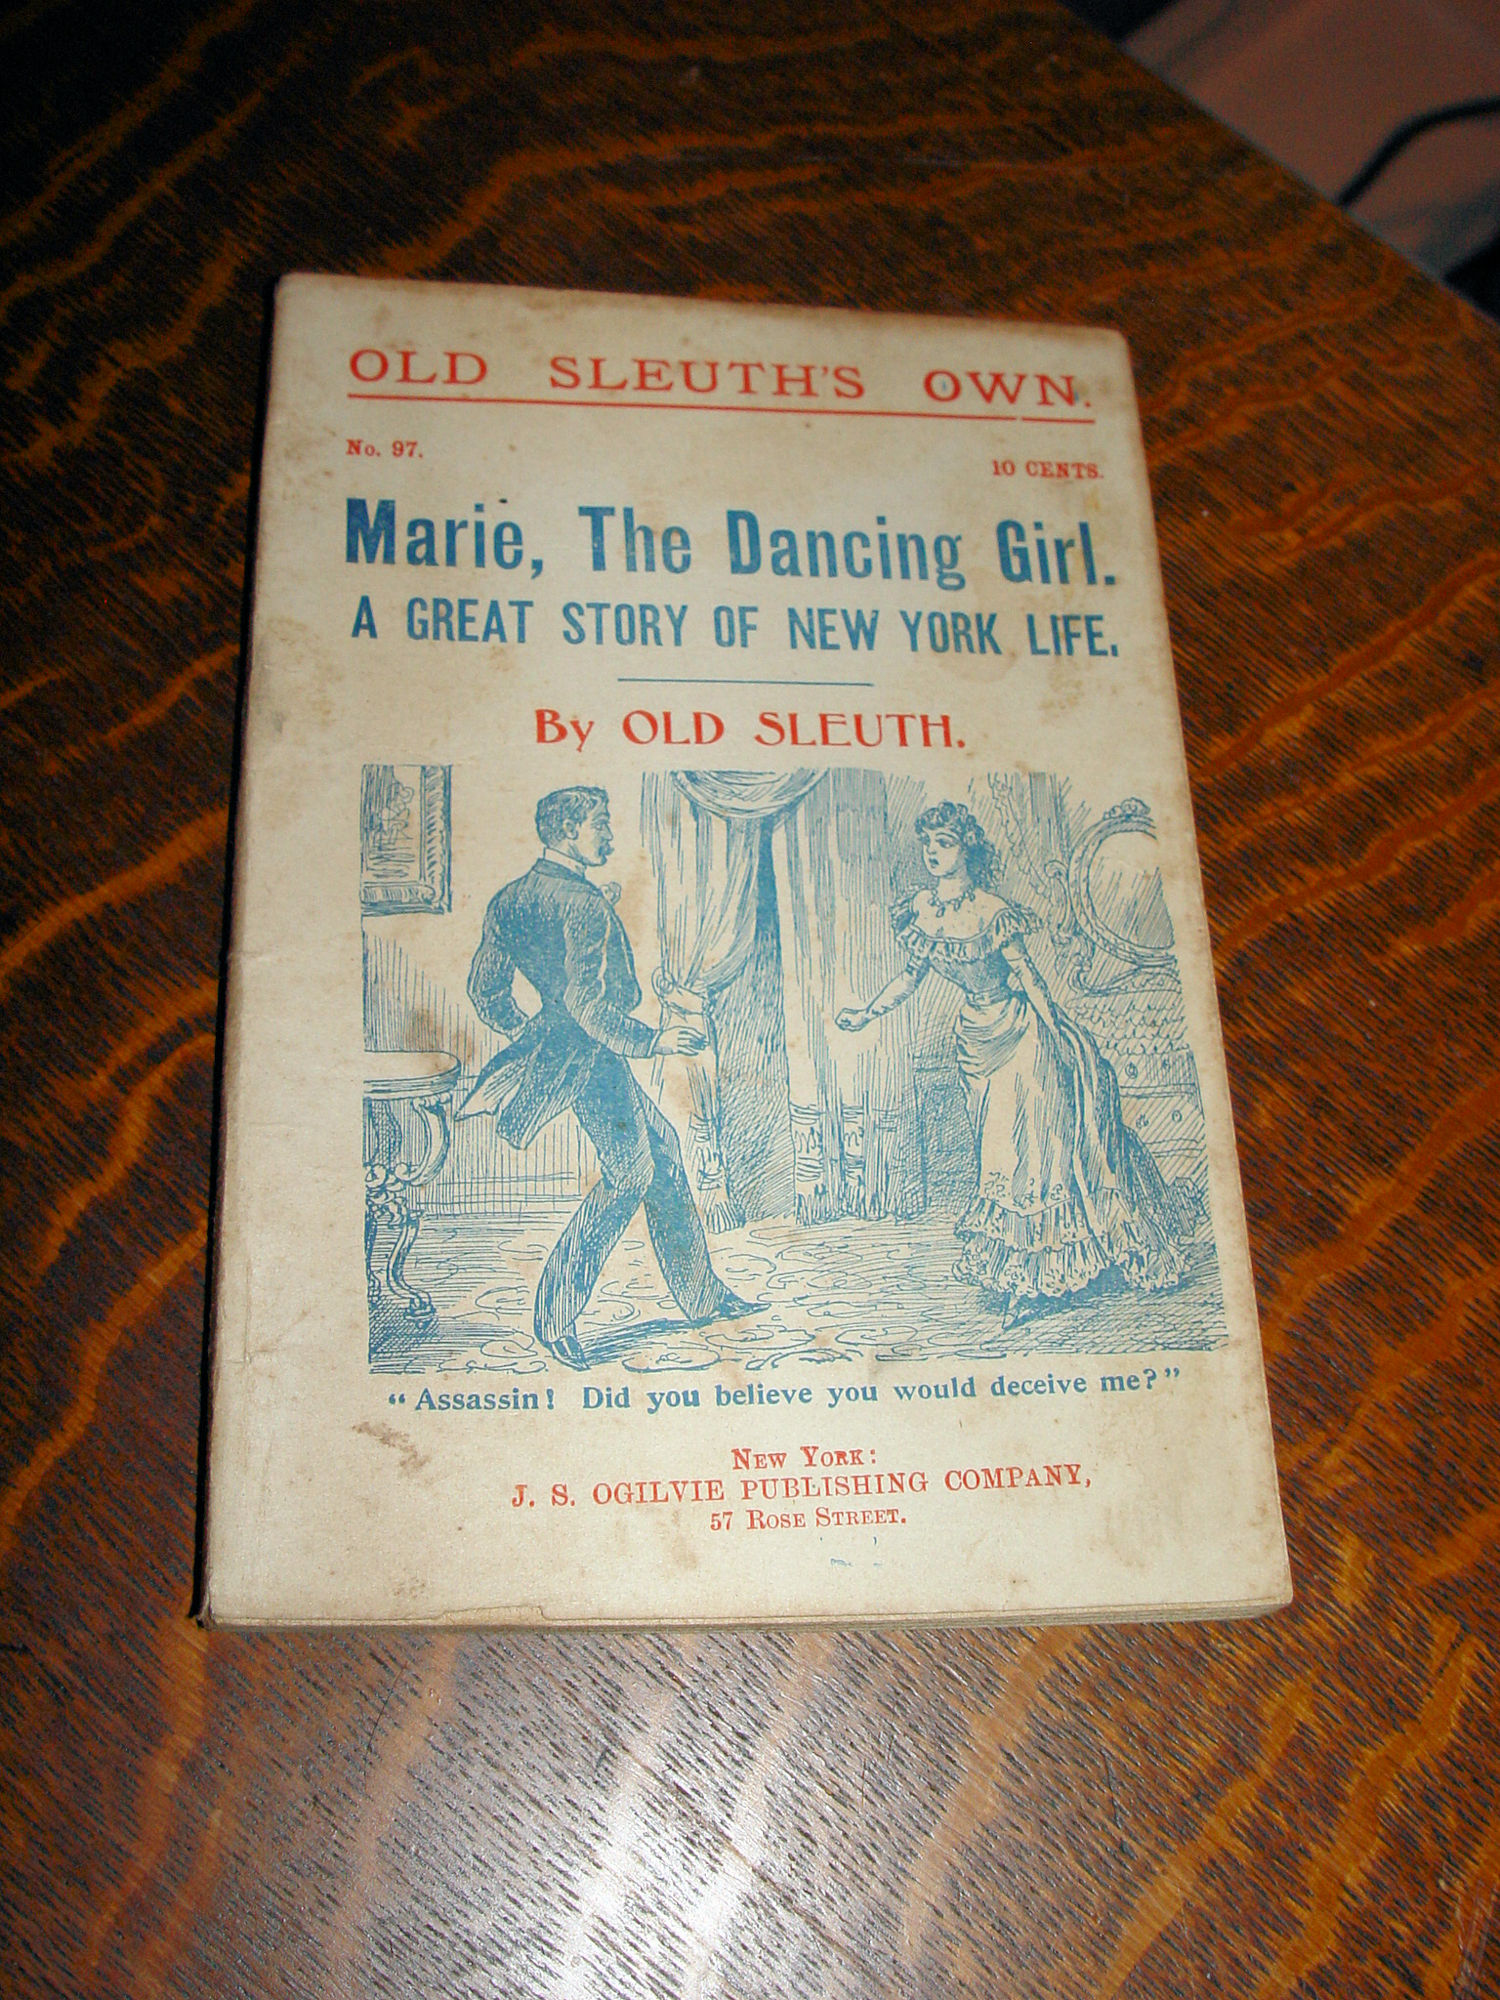 OLD SLEUTH'S OWN.
No. 97.
10 CENTS.
Marie, The Dancing Girl.
A GREAT STORY OF NEW YORK LIFE.
By OLD SLEUTH.
"Assassin! Did you believe you would deceive me?"
NEW YORK:
J. S. OGILVIE PUBLISHING COMPANY,
57 ROSE STREET.